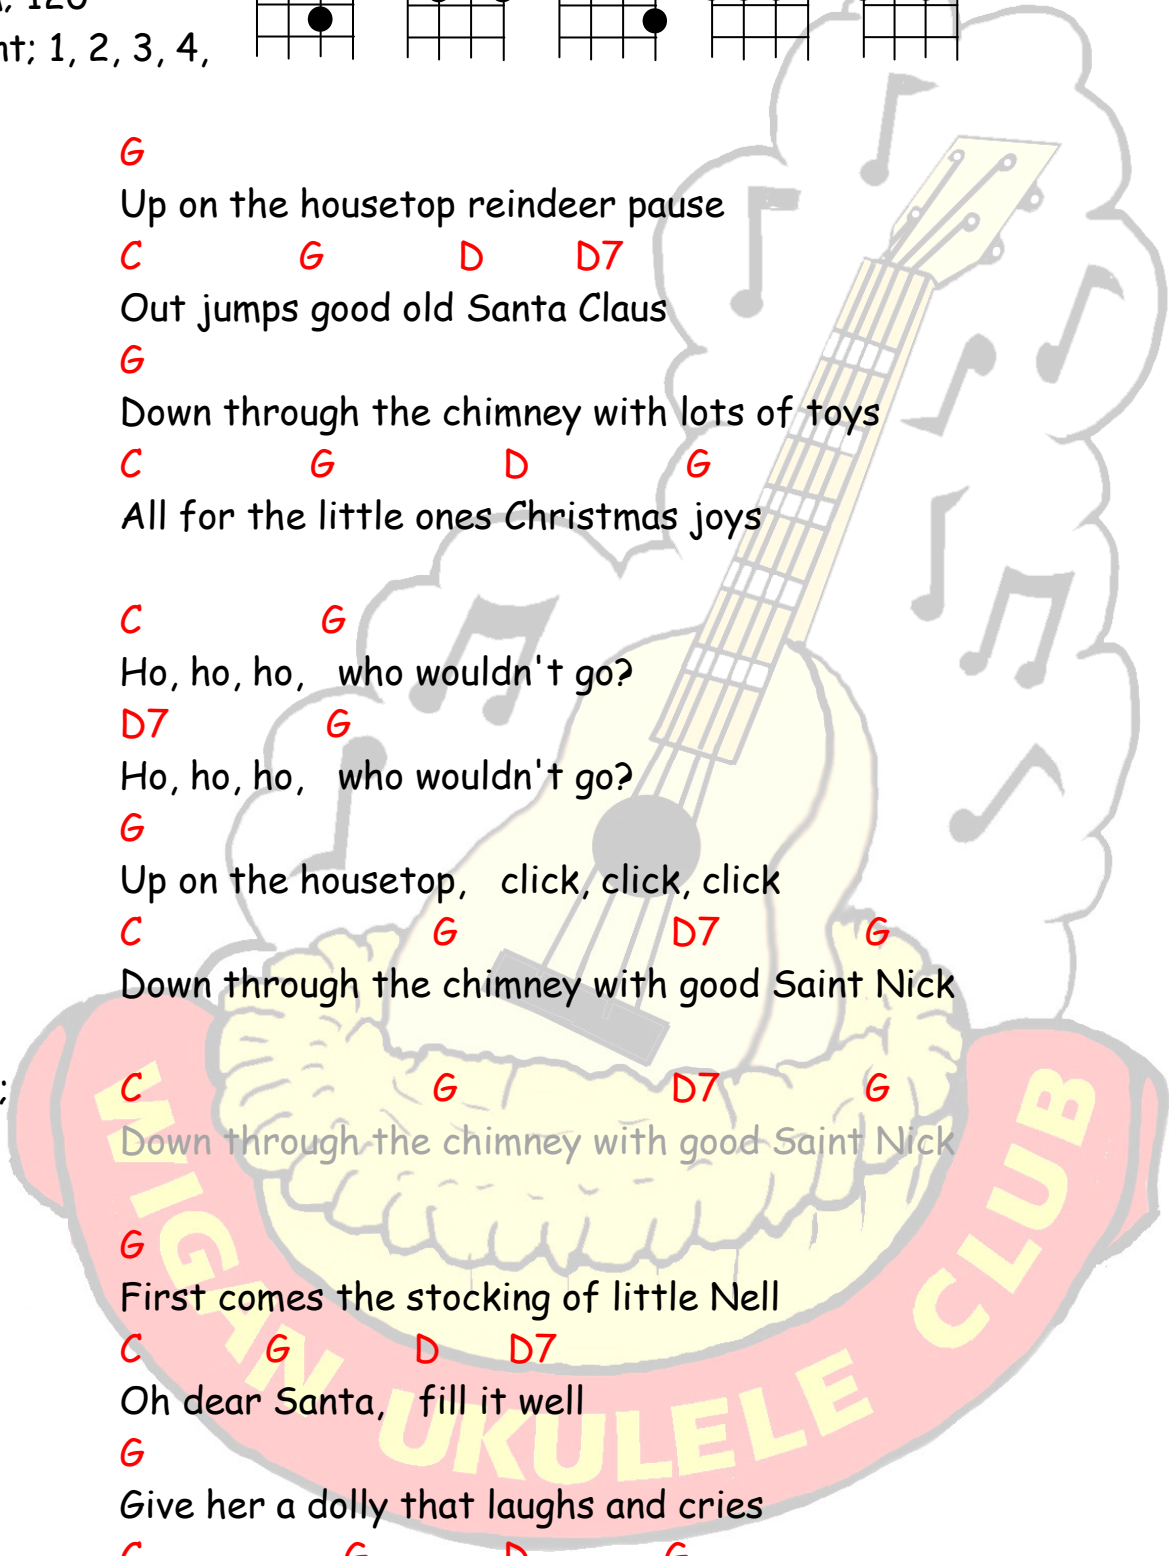 120
1, 2, 3, 4,
G
Up on the housetop reindeer pause
C G D D7
Out jumps good old Santa Claus
G
Down through the chimney with lots of toys
C G D G
All for the little ones Christmas joys
C G
Ho, ho, ho, who wouldn't go?
D7 G
Ho, ho, ho, who wouldn't go?
G
Up on the housetop, click, click, click
C G D7 G
Down through the chimney with good Saint Nick
; C G D7 G
Down through the chimney with good Saint Nick
G
First comes the stocking of little Nell
C G D D7
Oh dear Santa, fill it well
G
Give her a dolly that laughs and cries
C G D G
WIGAN UKULELE CLUB